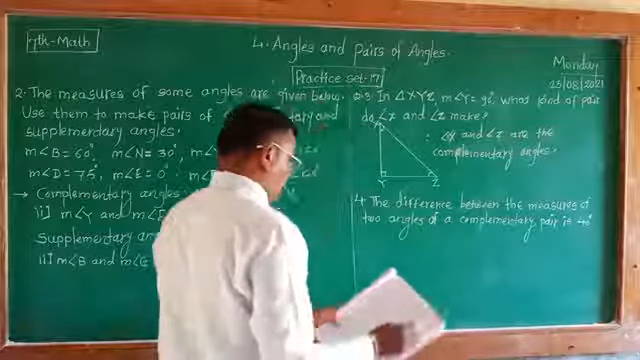 7th-Math
4. Angles and Pairs of Angles.
Monday
23/08/2021
Practice set-17
2. The measures of some angles are given below.
Use them to make pairs of
supplementary angles.
m∠B=60° m∠N=30° m∠Y
m∠D=75° m∠E=0°
→ Complementary angles:
(i) m∠Y and m∠E
Supplementary
(i) m∠B and m∠G
Q.3. In ΔXYZ, m∠Y=90° What kind of pair
do ∠X and ∠Z make?
: ∠X and ∠Z are the
complementary angles.
X
Y
Z
4. The difference between the measures of
two angles of a complementary pair is 40°